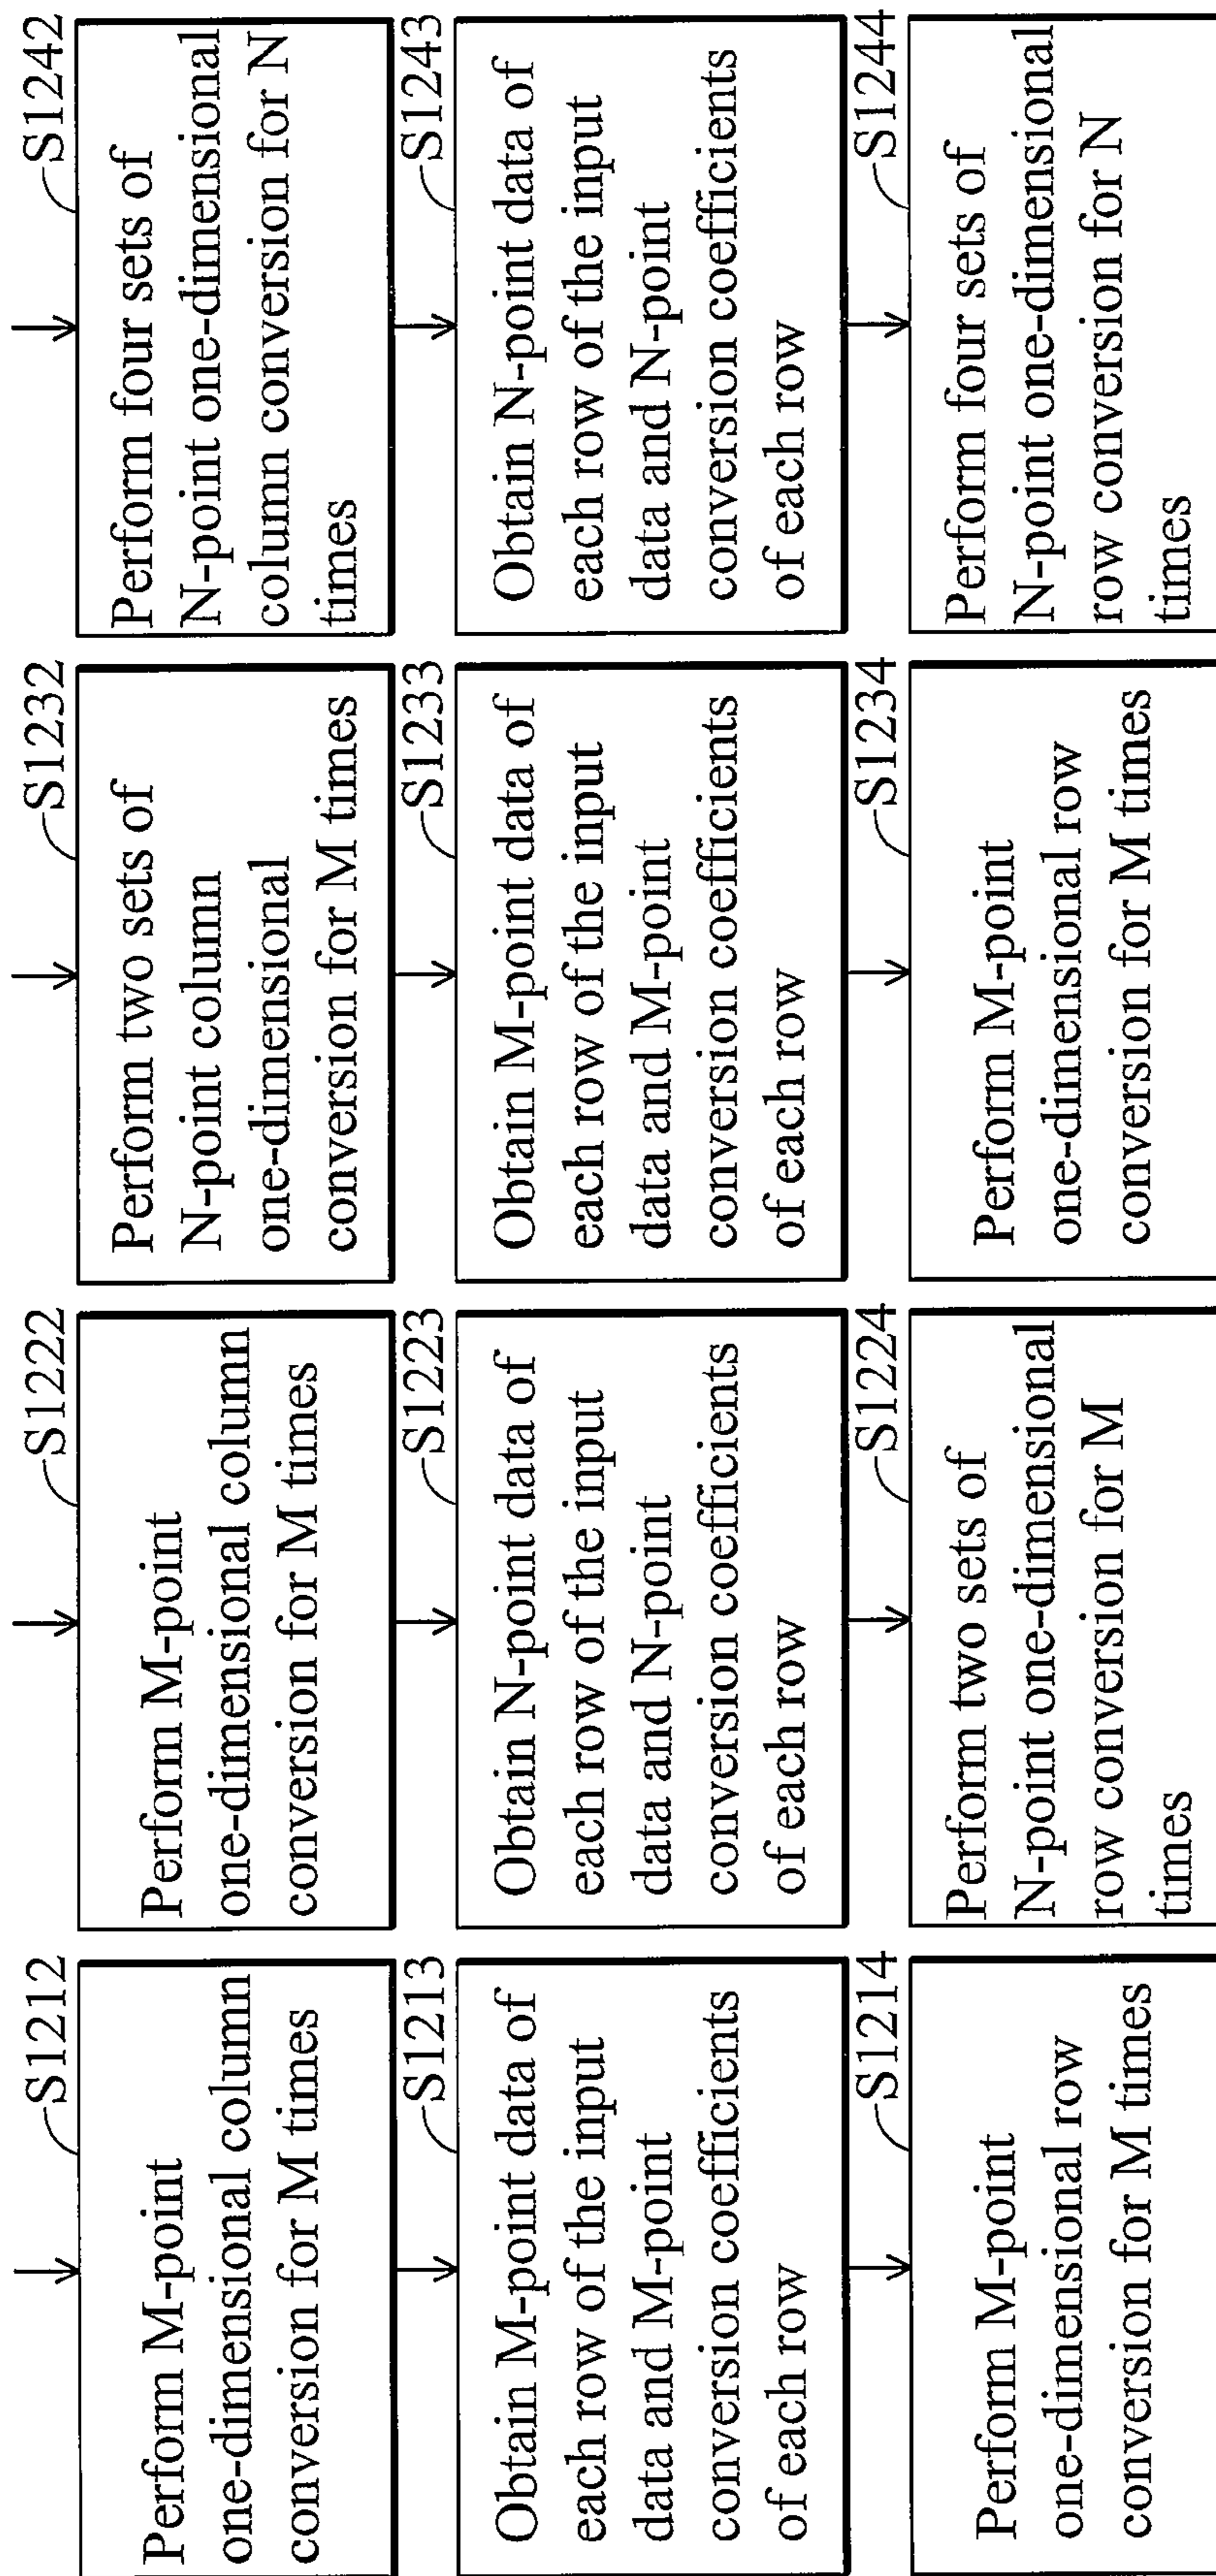 S1212
Perform M-point
one-dimensional column
conversion for M times
S1213
Obtain M-point data of
each row of the input
data and M-point
conversion coefficients
of each row
S1214
Perform M-point
one-dimensional row
conversion for M times
S1222
Perform M-point
one-dimensional column
conversion for M times
S1223
Obtain N-point data of
each row of the input
data and N-point
conversion coefficients
of each row
S1224
Perform two sets of
N-point one-dimensional
row conversion for M
times
S1232
Perform two sets of
N-point column
one-dimensional
conversion for M times
S1233
Obtain M-point data of
each row of the input
data and M-point
conversion coefficients
of each row
S1234
Perform M-point
one-dimensional row
conversion for M times
S1242
Perform four sets of
N-point one-dimensional
column conversion for N
times
S1243
Obtain N-point data of
each row of the input
data and N-point
conversion coefficients
of each row
S1244
Perform four sets of
N-point one-dimensional
row conversion for N
times